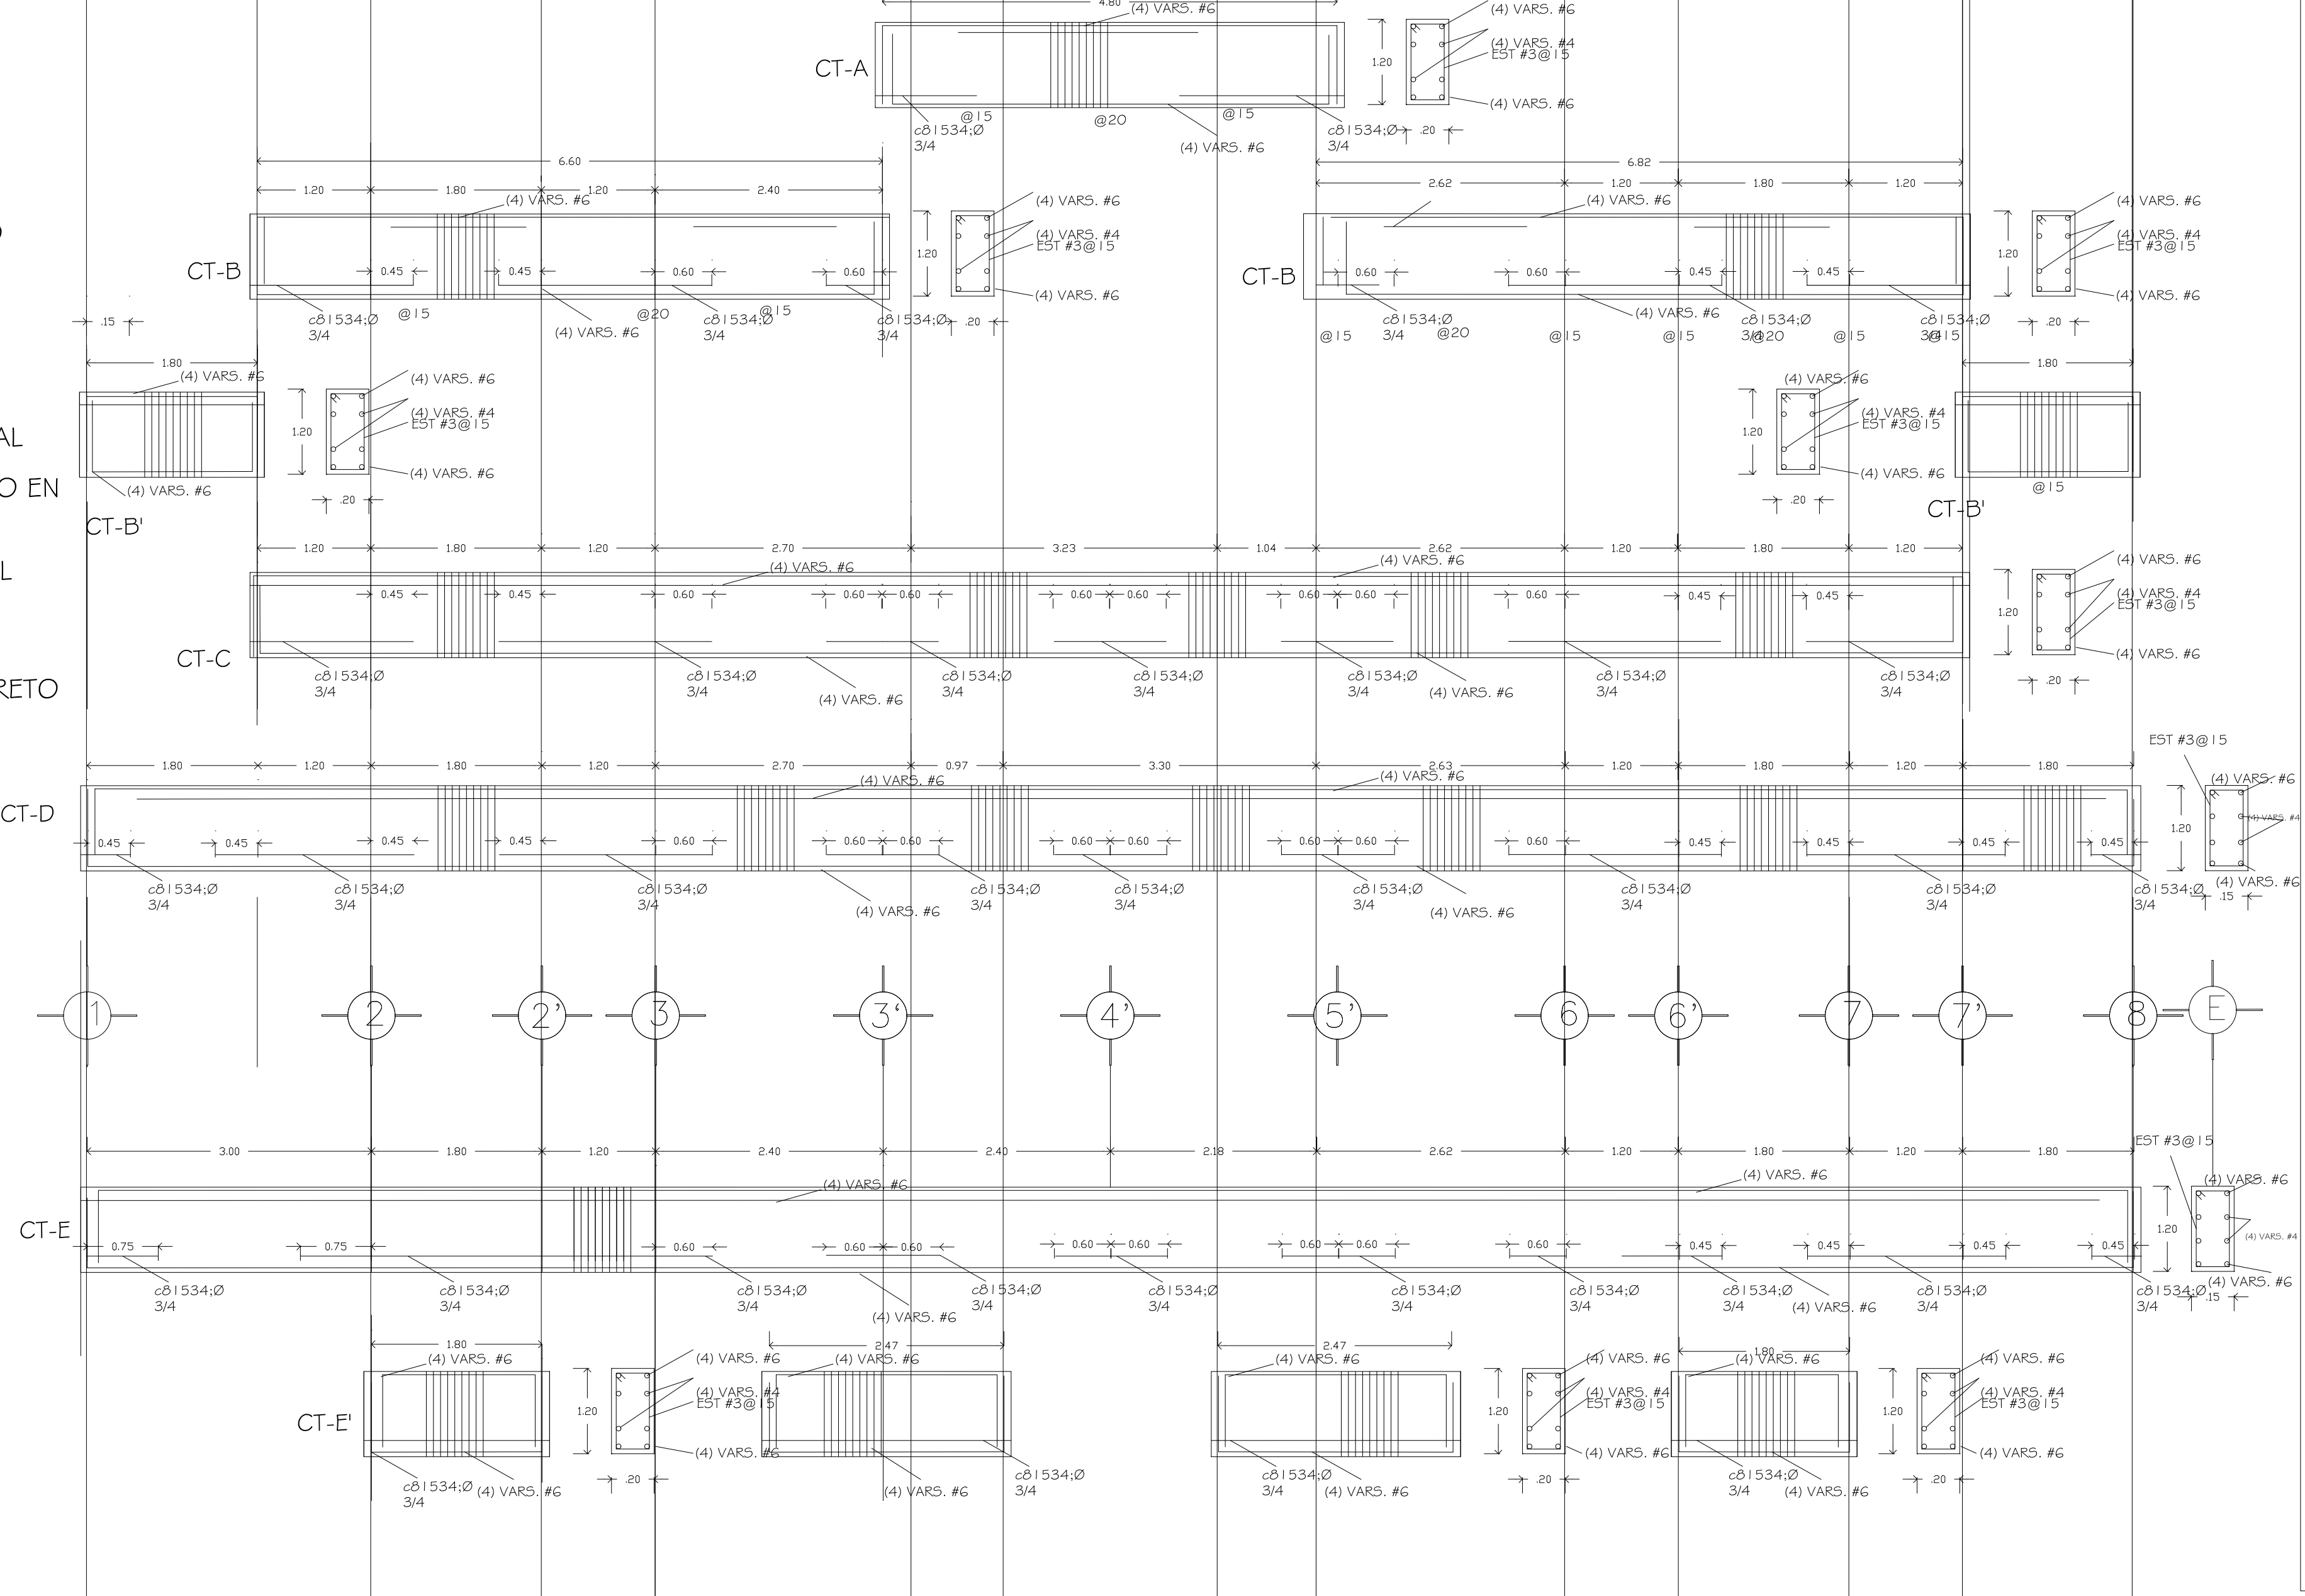 4.80
(4) VARS. #6
(4) VARS. #6
CT-A
1.20
(4) VARS. #4
EST #3@15
(4) VARS. #6
@15
@20
@15
c81534;Ø
3/4
c81534;Ø
3/4
.20
(4) VARS. #6
6.60
6.82
1.20
1.80
1.20
2.40
2.62
1.20
1.80
1.20
(4) VARS. #6
(4) VARS. #6
(4) VARS. #6
(4) VARS. #6
CT-B
0.45
0.45
0.60
0.60
1.20
(4) VARS. #4
EST #3@15
(4) VARS. #6
CT-B
0.60
0.60
0.45
0.45
1.20
(4) VARS. #4
EST #3@15
(4) VARS. #6
.15
c81534;Ø
3/4
@15
(4) VARS. #6
@20
c81534;Ø
3/4
@15
c81534;Ø
3/4
.20
@15
c81534;Ø
3/4
@20
@15
(4) VARS. #6
@15
c81534;Ø
3/4
@20
@15
c81534;Ø
3/4
@15
.20
1.80
(4) VARS. #6
(4) VARS. #6
1.20
(4) VARS. #4
EST #3@15
(4) VARS. #6
(4) VARS. #6
.20
CT-B'
1.80
(4) VARS. #6
1.20
(4) VARS. #4
EST #3@15
(4) VARS. #6
.20
@15
CT-B'
AL
O EN
L
RETO
1.20
1.80
1.20
2.70
3.23
1.04
2.62
1.20
1.80
1.20
(4) VARS. #6
(4) VARS. #6
(4) VARS. #6
0.45
0.45
0.60
0.60
0.60
0.60
0.60
0.60
0.60
0.60
0.45
0.45
1.20
(4) VARS. #4
EST #3@15
(4) VARS. #6
CT-C
c81534;Ø
3/4
c81534;Ø
3/4
(4) VARS. #6
c81534;Ø
3/4
c81534;Ø
3/4
c81534;Ø
3/4
(4) VARS. #6
c81534;Ø
3/4
c81534;Ø
3/4
.20
EST #3@15
1.80
1.20
1.80
1.20
2.70
0.97
3.30
2.63
1.20
1.80
1.20
1.80
(4) VARS. #6
(4) VARS. #6
(4) VARS. #6
CT-D
0.45
0.45
0.45
0.45
0.60
0.60
0.60
0.60
0.60
0.60
0.60
0.60
0.45
0.45
0.45
0.45
1.20
(4) VARS. #4
(4) VARS. #6
c81534;Ø
3/4
c81534;Ø
3/4
c81534;Ø
3/4
(4) VARS. #6
c81534;Ø
3/4
c81534;Ø
3/4
c81534;Ø
3/4
(4) VARS. #6
c81534;Ø
3/4
c81534;Ø
3/4
c81534;Ø
3/4
.15
1
2
2'
3
3'
4'
5'
6
6'
7
7'
8
E
EST #3@15
3.00
1.80
1.20
2.40
2.40
2.18
2.62
1.20
1.80
1.20
1.80
(4) VARS. #6
(4) VARS. #6
(4) VARS. #6
CT-E
0.75
0.75
0.60
0.60
0.60
0.60
0.60
0.60
0.60
0.60
0.45
0.45
0.45
0.45
1.20
(4) VARS. #4
(4) VARS. #6
c81534;Ø
3/4
c81534;Ø
3/4
c81534;Ø
3/4
(4) VARS. #6
c81534;Ø
3/4
c81534;Ø
3/4
c81534;Ø
3/4
c81534;Ø
3/4
c81534;Ø
3/4
(4) VARS. #6
c81534;Ø
3/4
c81534;Ø
3/4
.15
1.80
2.47
2.47
1.80
(4) VARS. #6
(4) VARS. #6
(4) VARS. #6
(4) VARS. #6
(4) VARS. #6
(4) VARS. #6
(4) VARS. #6
CT-E'
1.20
(4) VARS. #4
EST #3@15
(4) VARS. #6
1.20
(4) VARS. #4
EST #3@15
(4) VARS. #6
1.20
(4) VARS. #4
EST #3@15
(4) VARS. #6
c81534;Ø
3/4
(4) VARS. #6
.20
(4) VARS. #6
c81534;Ø
3/4
c81534;Ø
3/4
(4) VARS. #6
.20
c81534;Ø
3/4
(4) VARS. #6
.20